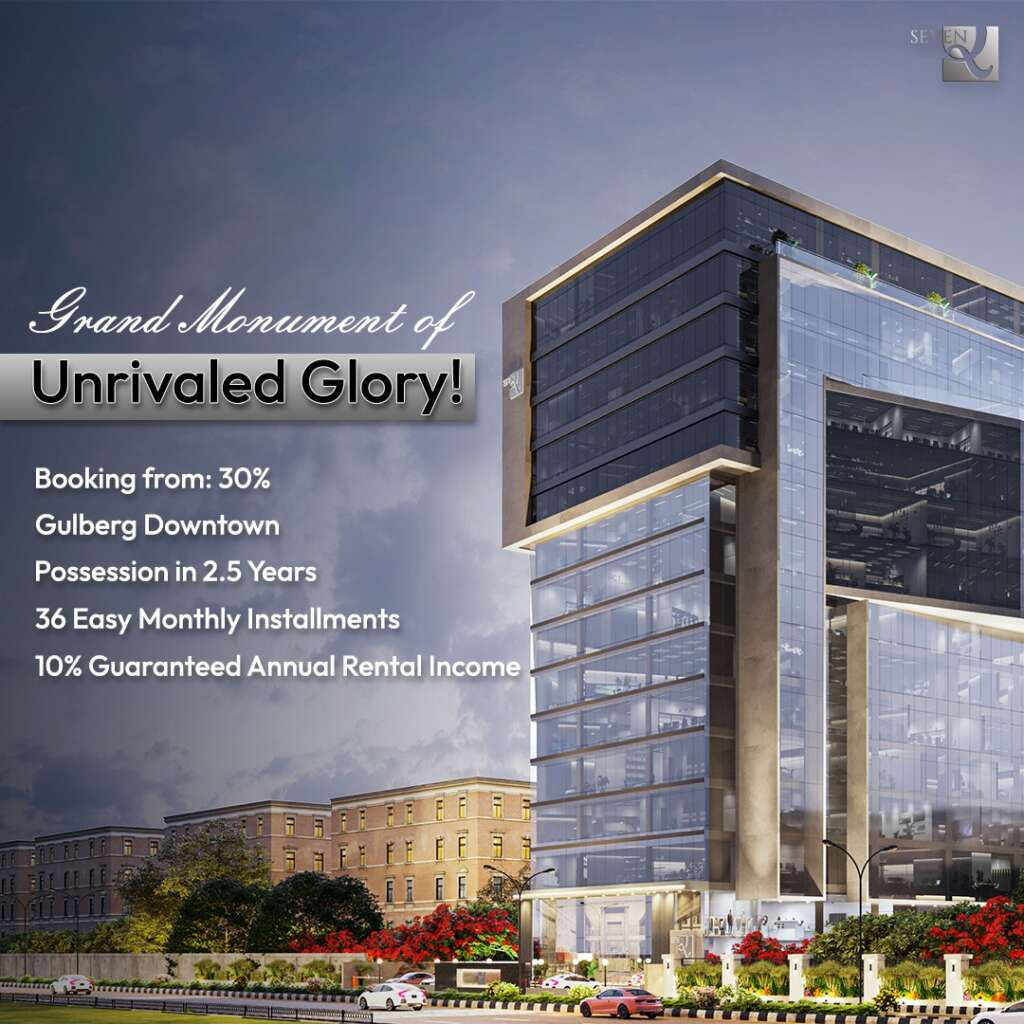 SEVEN
Q
Grand Monument of
Unrivaled Glory!
Booking from: 30%
Gulberg Downtown
Possession in 2.5 Years
36 Easy Monthly Installments
10% Guaranteed Annual Rental Income